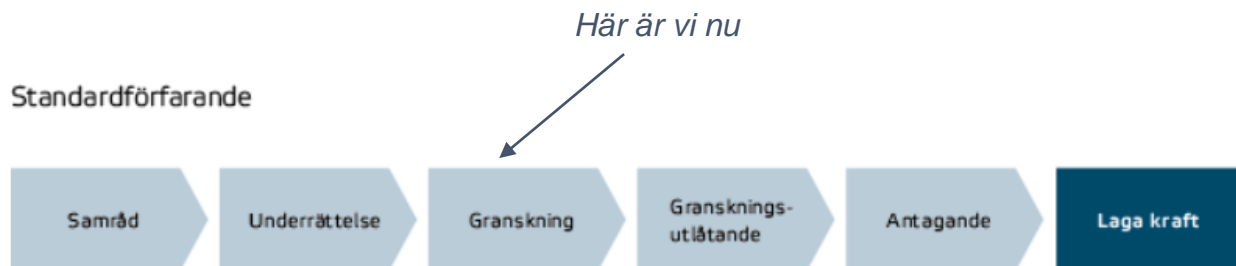 Här är vi nu
Standardförfarande
Samråd
Underrättelse
Granskning
Gransknings-
utlåtande
Antagande
Laga kraft